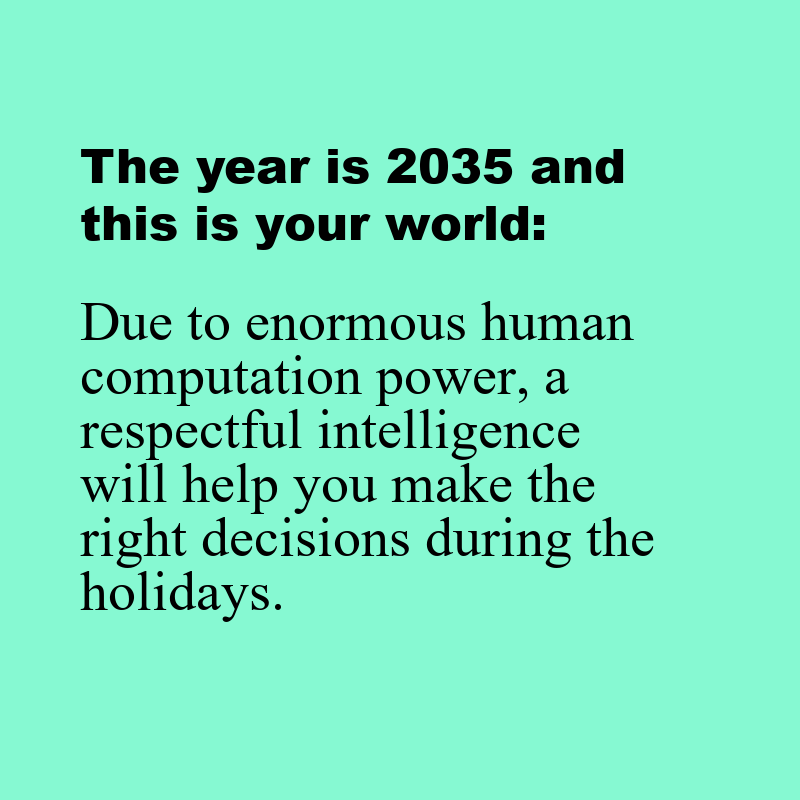 The year is 2035 and
this is your world:
Due to enormous human
computation power, a
respectful intelligence
will help you make the
right decisions during the
holidays.